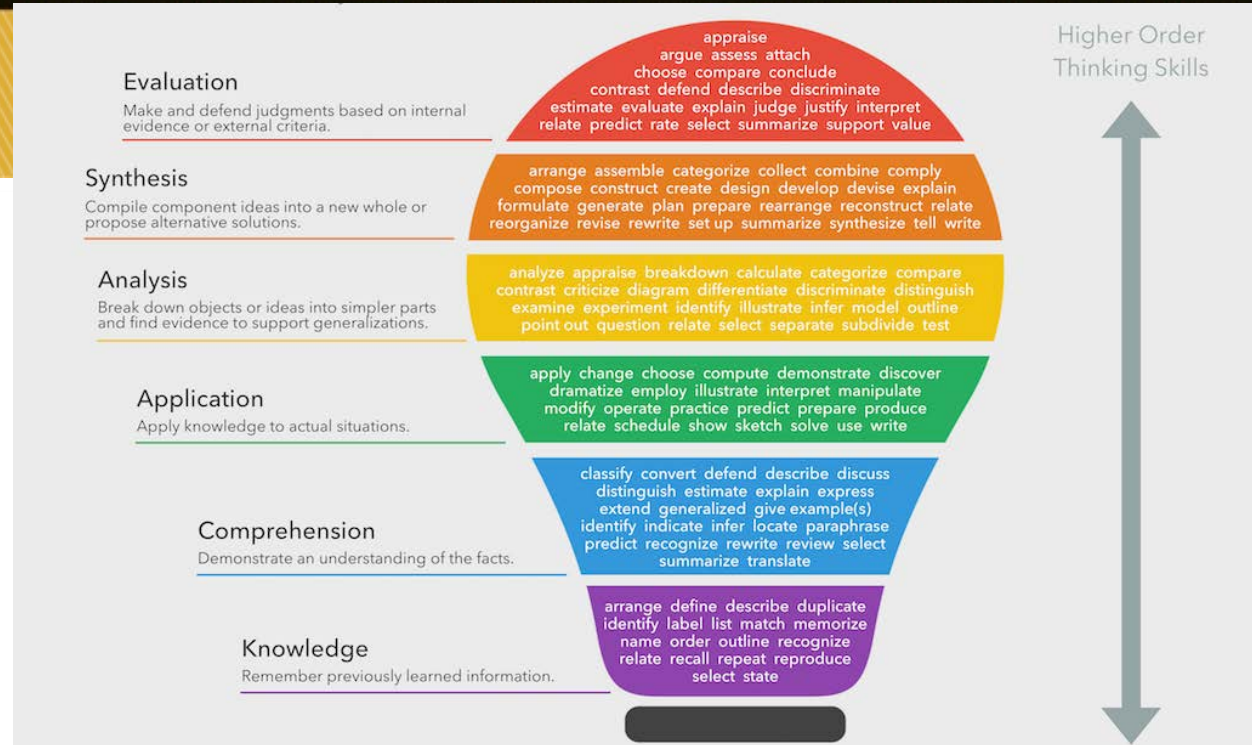 Higher Order
Thinking Skills
Evaluation
Make and defend judgments based on internal
evidence or external criteria.
appraise
argue assess attach
choose compare conclude
contrast defend describe discriminate
estimate evaluate explain judge justify interpret
relate predict rate select summarize support value
Synthesis
Compile component ideas into a new whole or
propose alternative solutions.
arrange assemble categorize collect combine comply
compose construct create design develop devise explain
formulate generate plan prepare rearrange reconstruct relate
reorganize revise rewrite set up summarize synthesize tell write
Analysis
Break down objects or ideas into simpler parts
and find evidence to support generalizations.
analyze appraise breakdown calculate categorize compare
contrast criticize diagram differentiate discriminate distinguish
examine experiment identify illustrate infer model outline
point out question relate select separate subdivide test
Application
Apply knowledge to actual situations.
apply change choose compute demonstrate discover
dramatize employ illustrate interpret manipulate
modify operate practice predict prepare produce
relate schedule show sketch solve use write
Comprehension
Demonstrate an understanding of the facts.
classify convert defend describe discuss
distinguish estimate explain express
extend generalized give example(s)
identify indicate infer locate paraphrase
predict recognize rewrite review select
summarize translate
Knowledge
Remember previously learned information.
arrange define describe duplicate
identify label list match memorize
name order outline recognize
relate recall repeat reproduce
select state